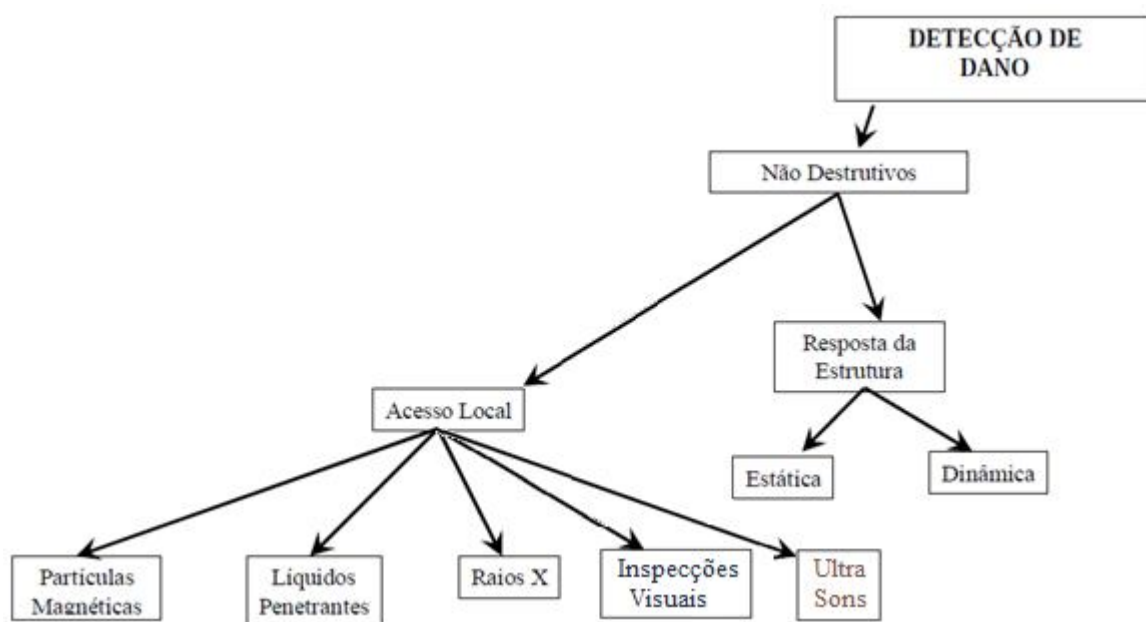 DETECÇÃO DE
DANO
Não Destrutivos
Resposta da
Estrutura
Acesso Local
Estática
Dinâmica
Partículas
Magnéticas
Líquidos
Penetrantes
Raios X
Inspecções
Visuais
Ultra
Sons